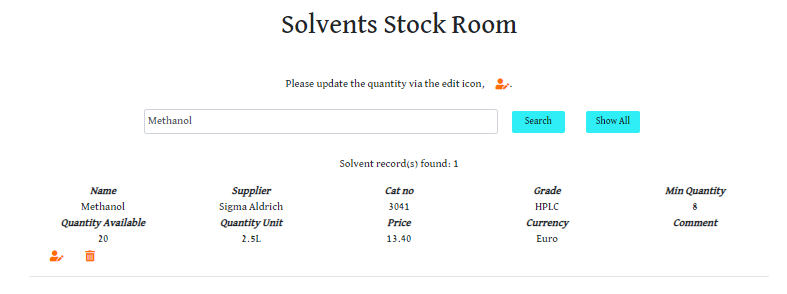 Solvents Stock Room
Please update the quantity via the edit icon, .
Methanol Search Show All
Solvent record(s) found: 1
Name Supplier Cat no Grade Min Quantity
Methanol Sigma Aldrich 3041 HPLC 8
Quantity Available Quantity Unit Price Currency Comment
20 2.5L 13.40 Euro